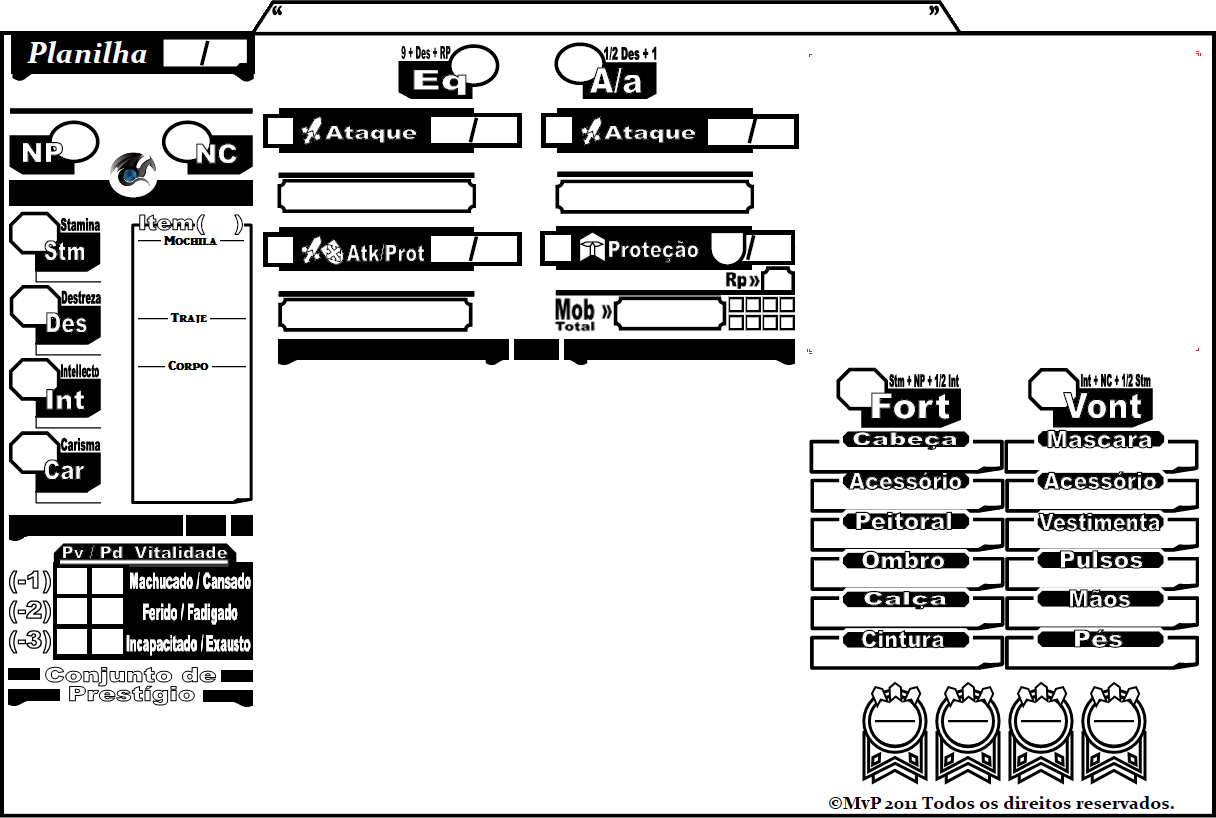 “ ”
Planilha /
9 + Des + RP
Eq
1/2 Des + 1
A/a
Ataque /
Ataque /
NP
NC
Stamina
Stm
Destreza
Des
Intellecto
Int
Carisma
Car
Item( )
Mochila
Traje
Corpo
Atk/Prot /
Proteção /
Rp»
Mob »
Total
Pv / Pd Vitalidade
(-1) Machucado / Cansado
(-2) Ferido / Fadigado
(-3) Incapacitado / Exausto
Conjunto de
Prestígio
Stm + NP + 1/2 Int
Fort
Int + NC + 1/2 Stm
Vont
Cabeça Mascara
Acessório Acessório
Peitoral Vestimenta
Ombro Pulsos
Calça Mãos
Cintura Pés
©MvP 2011 Todos os direitos reservados.